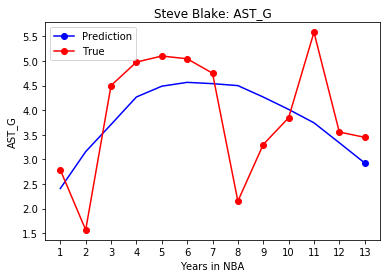 Steve Blake: AST_G
Prediction
True
AST_G
5.5
5.0
4.5
4.0
3.5
3.0
2.5
2.0
1.5
1 2 3 4 5 6 7 8 9 10 11 12 13
Years in NBA